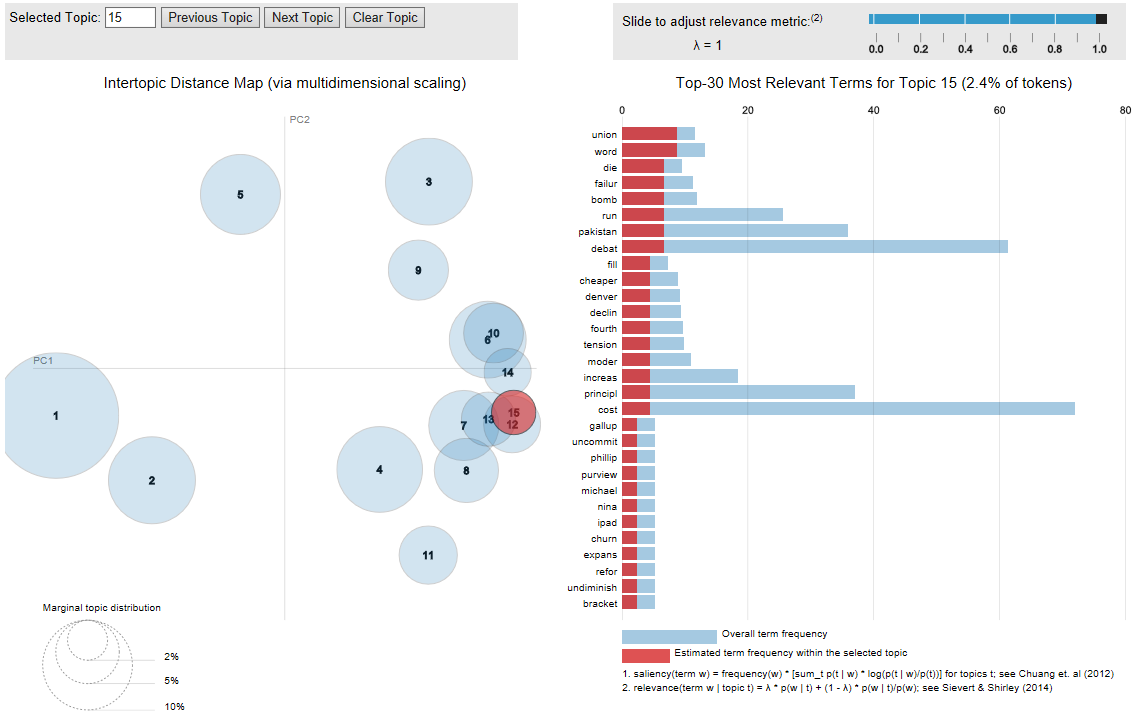 Selected Topic: 15 Previous Topic Next Topic Clear Topic
Slide to adjust relevance metric:(2)
λ = 1
0.0 0.2 0.4 0.6 0.8 1.0
Intertopic Distance Map (via multidimensional scaling)
PC2
PC1
5
3
9
10
6
14
1
15
13
12
7
4
8
2
11
Marginal topic distribution
2%
5%
10%
Top-30 Most Relevant Terms for Topic 15 (2.4% of tokens)
0 20 40 60 80
union
word
die
failur
bomb
run
pakistan
debat
fill
cheaper
denver
declin
fourth
tension
moder
increas
principl
cost
gallup
uncommit
phillip
purview
michael
nina
ipad
churn
expans
refor
undiminish
bracket
Overall term frequency
Estimated term frequency within the selected topic
1. saliency(term w) = frequency(w) * [sum_t p(t | w) * log(p(t | w)/p(t))] for topics t; see Chuang et. al (2012)
2. relevance(term w | topic t) = λ * p(w | t) + (1 - λ) * p(w | t)/p(w); see Sievert & Shirley (2014)